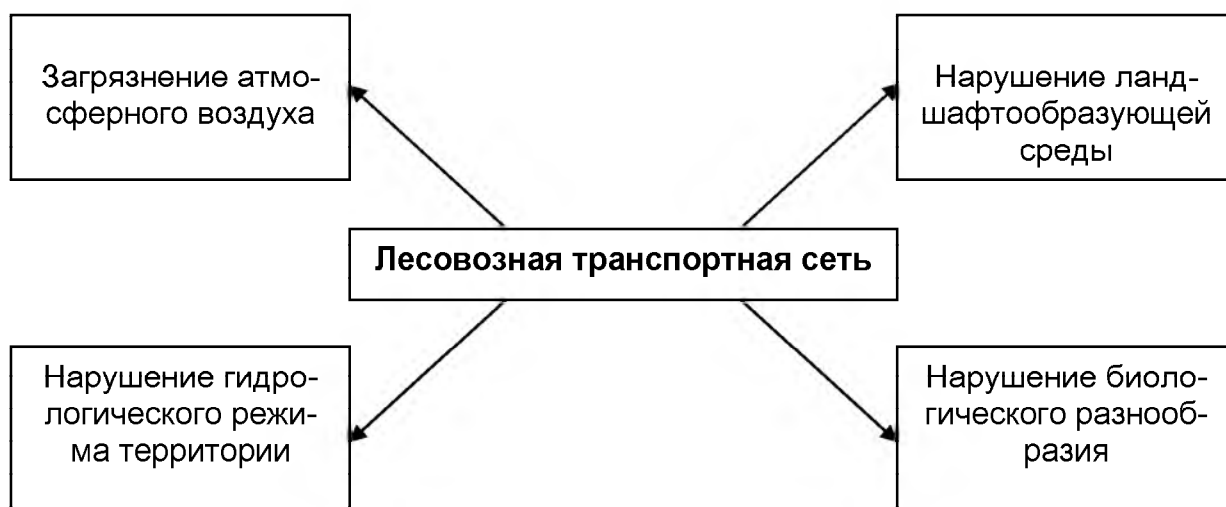 Загрязнение атмо-
сферного воздуха
Нарушение ланд-
шафтообразующей
среды
Лесовозная транспортная сеть
Нарушение гидро-
логического режи-
ма территории
Нарушение биоло-
гического разнооб-
разия